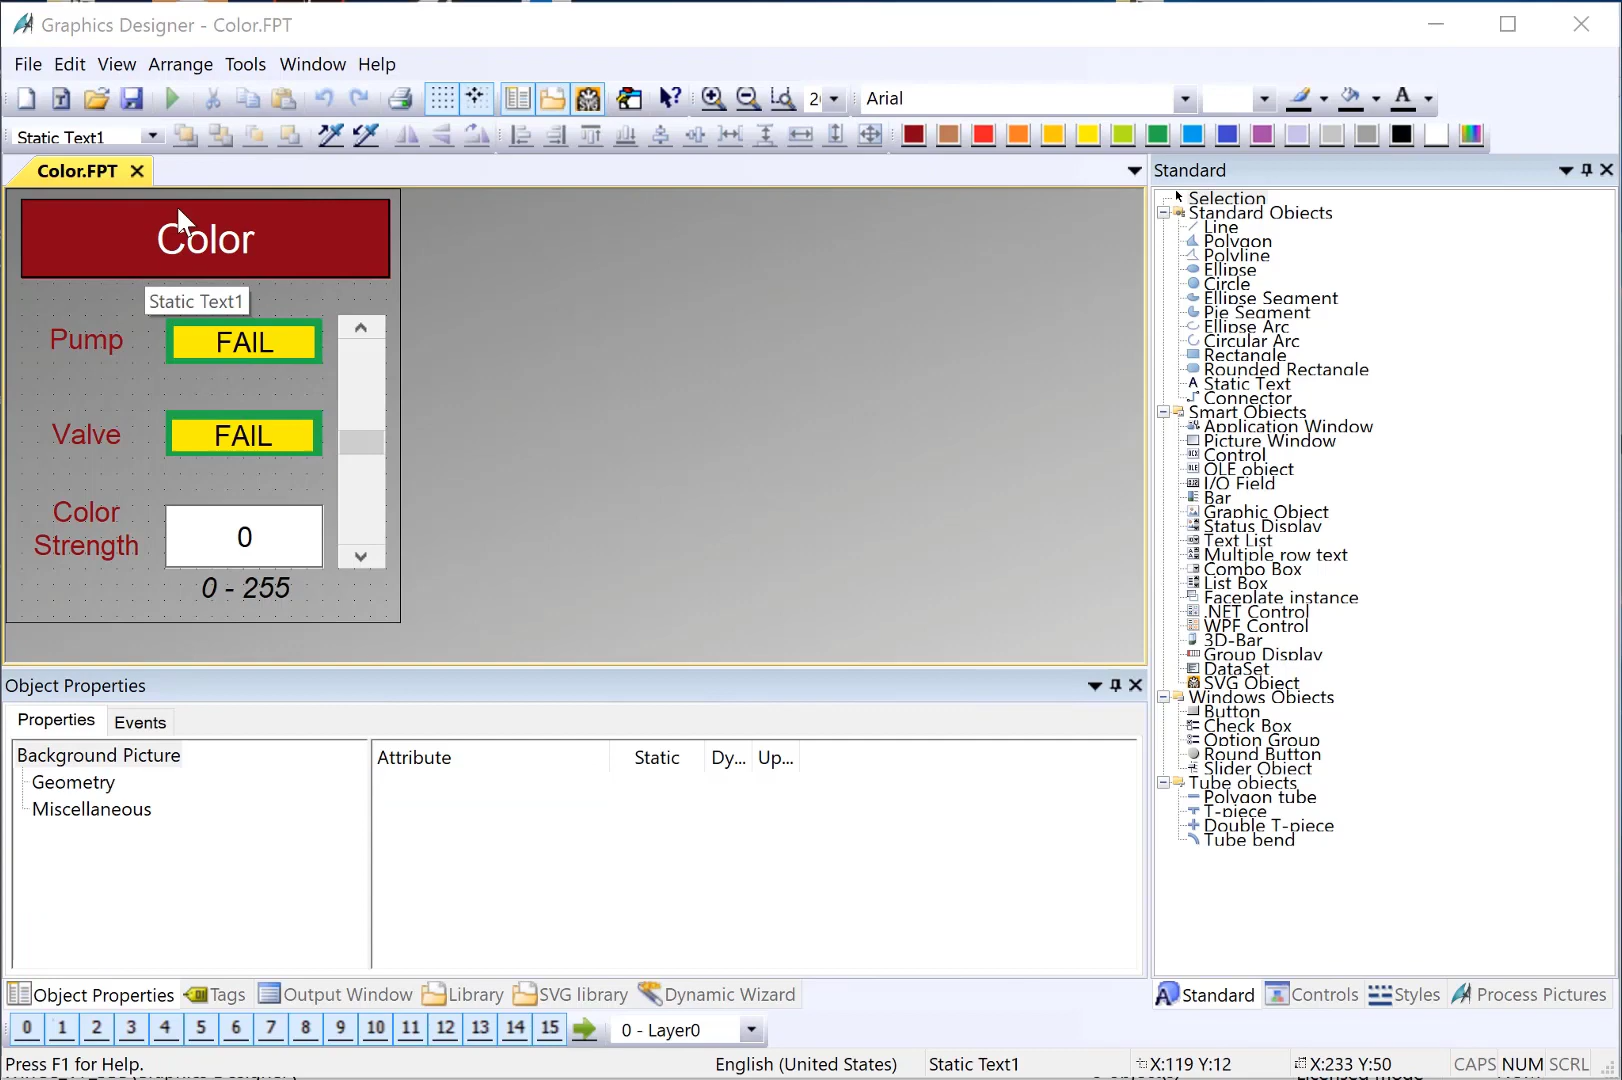 Graphics Designer - Color.FPT
File Edit View Arrange Tools Window Help
Arial
Static Text1
Color.FPT
Standard
Color
Static Text1
Pump FAIL
Valve FAIL
Color
Strength
0
0 - 255
Selection
Standard Objects
Line
Polygon
Polyline
Ellipse
Circle
Ellipse Segment
Pie Segment
Ellipse Arc
Circular Arc
Rectangle
Rounded Rectangle
Static Text
Connector
Smart Objects
Application Window
Picture Window
Control
OLE object
I/O Field
Bar
Graphic Object
Status Display
Text List
Multiple row text
Combo Box
List Box
Faceplate instance
.NET Control
WPF Control
3D-Bar
Group Display
DataSet
SVG Object
Windows Objects
Button
Check Box
Option Group
Round Button
Slider Object
Tube objects
Polygon tube
T-piece
Double T-piece
Tube bend
Object Properties
Properties Events
Background Picture
Geometry
Miscellaneous
Attribute Static Dy... Up...
Object Properties Tags Output Window Library SVG library Dynamic Wizard
Standard Controls Styles Process Pictures
0 1 2 3 4 5 6 7 8 9 10 11 12 13 14 15 0 - Layer0
Press F1 for Help. English (United States) Static Text1 X:119 Y:12 X:233 Y:50 CAPS NUM SCRL